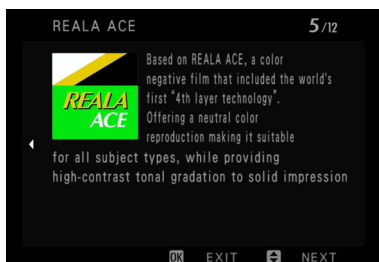 REALA ACE 5/12
Based on REALA ACE, a color
negative film that included the world's
first "4th layer technology".
Offering a neutral color
reproduction making it suitable
for all subject types, while providing
high-contrast tonal gradation to solid impression
REALA
ACE
OK EXIT NEXT